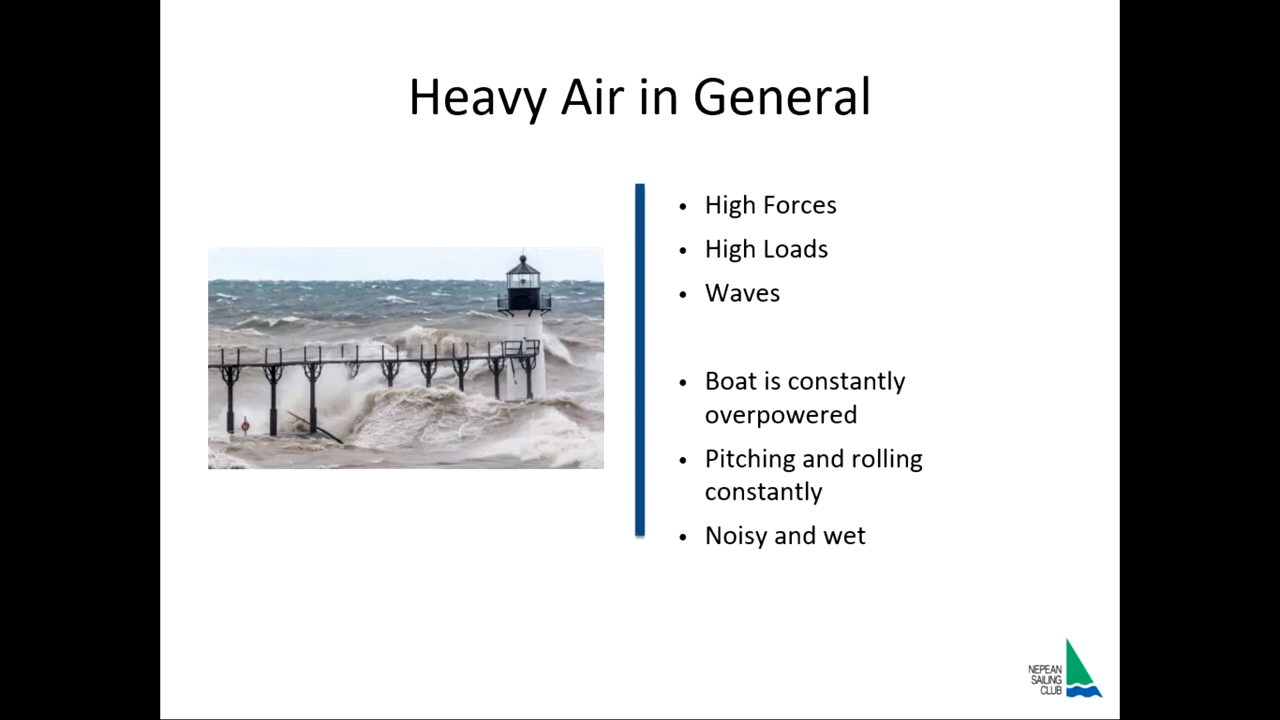 Heavy Air in General
• High Forces
• High Loads
• Waves
• Boat is constantly
overpowered
• Pitching and rolling
constantly
• Noisy and wet
NEPEAN
SAILING
CLUB